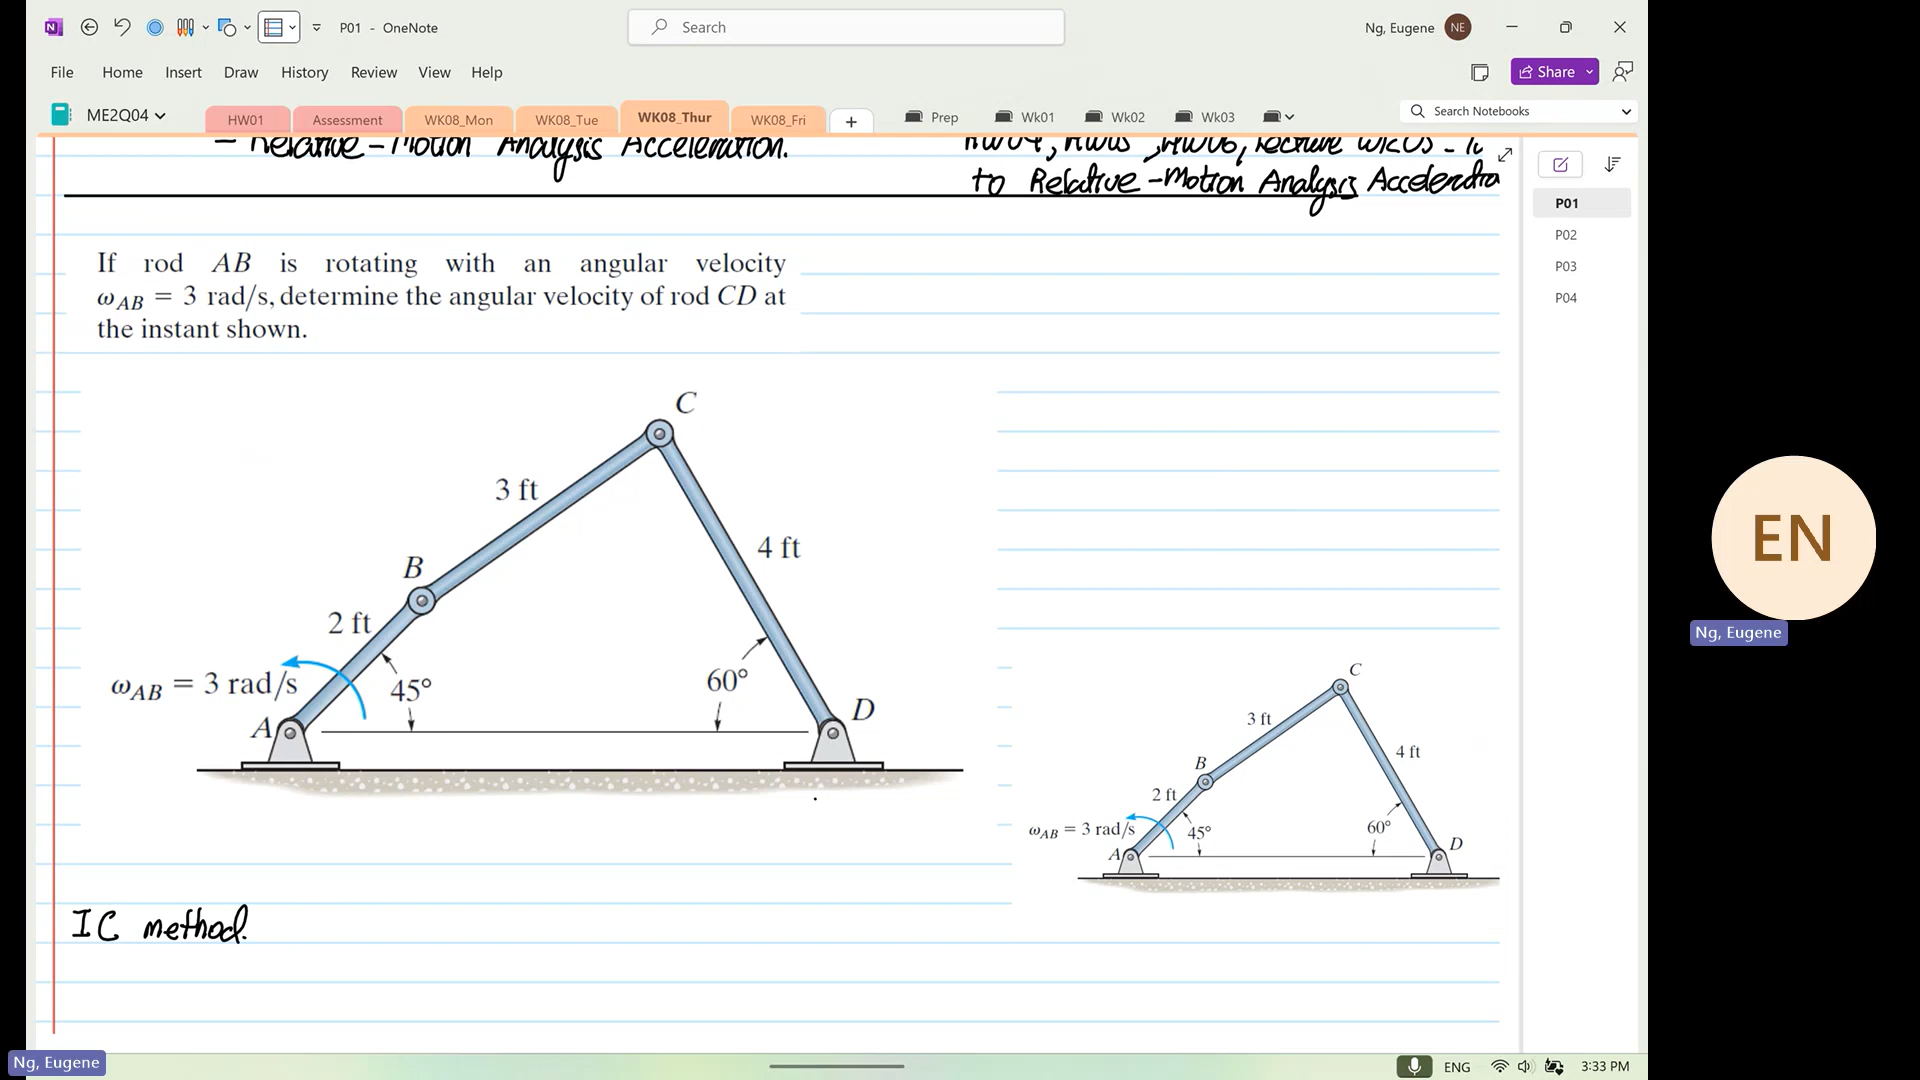 P01 - OneNote
Search
Ng, Eugene NE
File Home Insert Draw History Review View Help
Share
ME2Q04
HW01 Assessment WK08_Mon WK08_Tue WK08_Thur WK08_Fri + Prep Wk01 Wk02 Wk03
Search Notebooks
- Relative-Motion Analysis Acceleration.
to Relative-Motion Analysis
P01
P02
P03
P04
If rod AB is rotating with an angular velocity
ωAB = 3 rad/s, determine the angular velocity of rod CD at
the instant shown.
C
3 ft
4 ft
B
2 ft
ωAB = 3 rad/s
45°
60°
A
D
C
3 ft
4 ft
B
2 ft
ωAB = 3 rad/s
45°
60°
A
D
IC method.
EN
Ng, Eugene
Ng, Eugene
ENG 3:33 PM